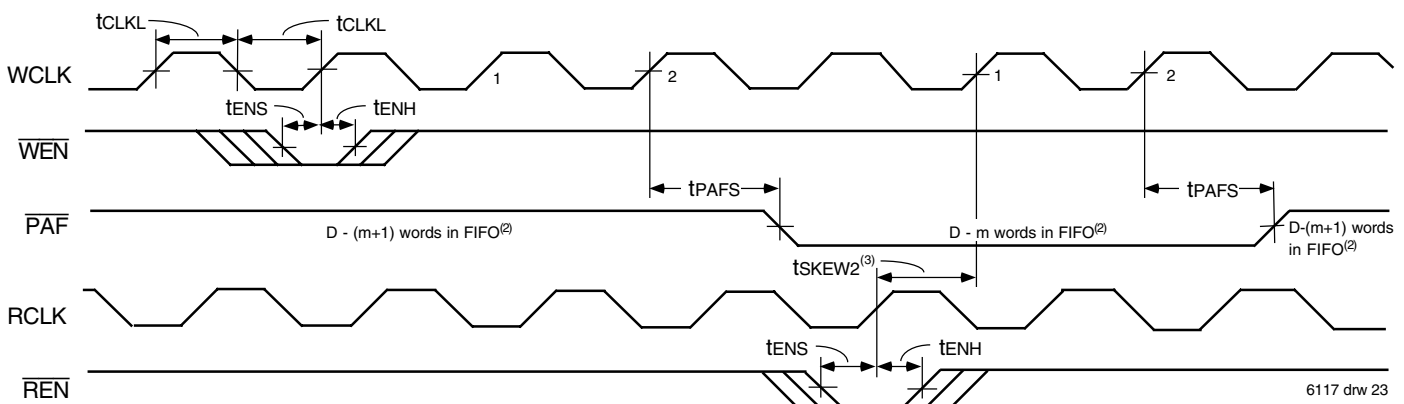 tCLKL tCLKL
WCLK
1 2 1 2
tENS tENH
WEN
tPAFS tPAFS
PAF
D - (m+1) words in FIFO(2)
D - m words in FIFO(2)
D-(m+1) words
in FIFO(2)
tSKEW2(3)
RCLK
tENS tENH
REN
6117 drw 23